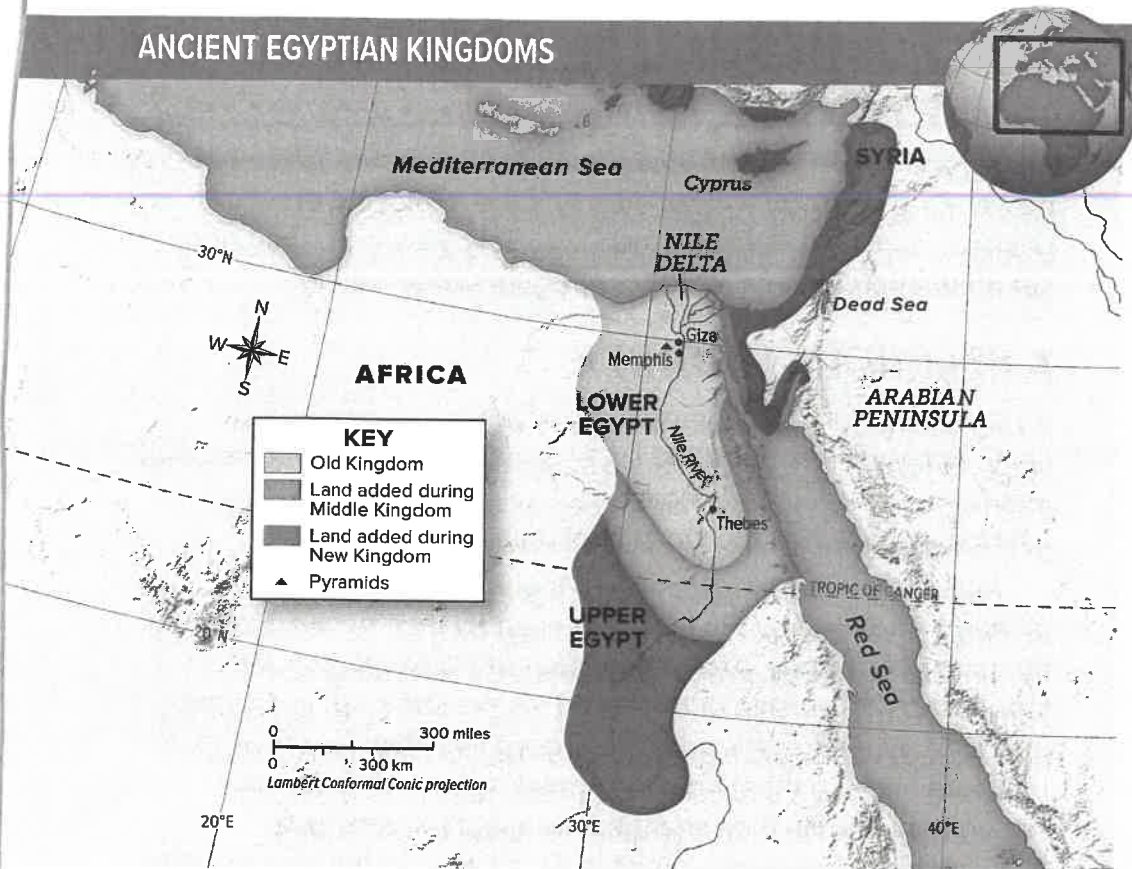 ANCIENT EGYPTIAN KINGDOMS
Mediterranean Sea
Cyprus
SYRIA
NILE
DELTA
30°N
Dead Sea
N
W
E
S
Giza
Memphis
AFRICA
ARABIAN
PENINSULA
LOWER
EGYPT
Nile River
Thebes
KEY
Old Kingdom
Land added during
Middle Kingdom
Land added during
New Kingdom
Pyramids
TROPIC OF CANCER
UPPER
EGYPT
20°N
Red Sea
0
300 miles
0
300 km
Lambert Conformal Conic projection
20°E
30°E
40°E